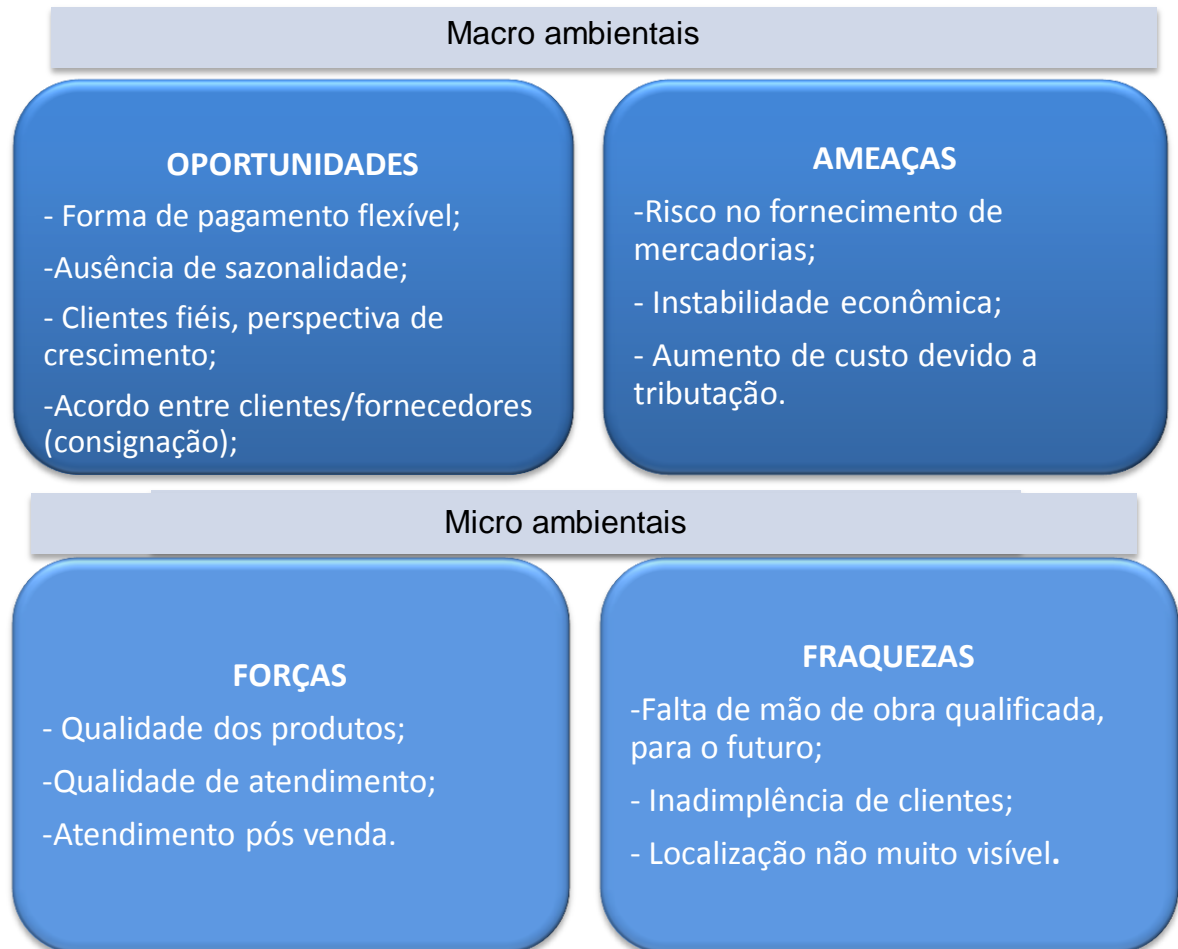 Macro ambientais
OPORTUNIDADES
- Forma de pagamento flexível;
-Ausência de sazonalidade;
- Clientes fiéis, perspectiva de
crescimento;
-Acordo entre clientes/fornecedores
(consignação);
AMEAÇAS
-Risco no fornecimento de
mercadorias;
- Instabilidade econômica;
- Aumento de custo devido a
tributação.
Micro ambientais
FORÇAS
- Qualidade dos produtos;
-Qualidade de atendimento;
-Atendimento pós venda.
FRAQUEZAS
-Falta de mão de obra qualificada,
para o futuro;
- Inadimplência de clientes;
- Localização não muito visível.